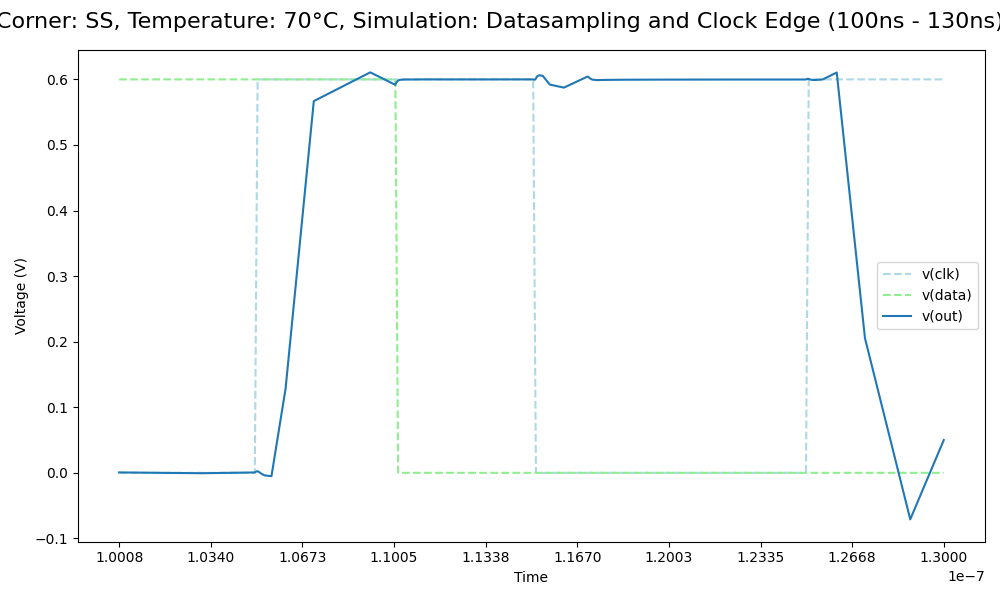 Corner: SS, Temperature: 70°C, Simulation: Datasampling and Clock Edge (100ns - 130ns)
0.6
0.5
0.4
0.3
0.2
0.1
0.0
−0.1
Voltage (V)
v(clk)
v(data)
v(out)
1.0008 1.0340 1.0673 1.1005 1.1338 1.1670 1.2003 1.2335 1.2668 1.3000
1e−7
Time